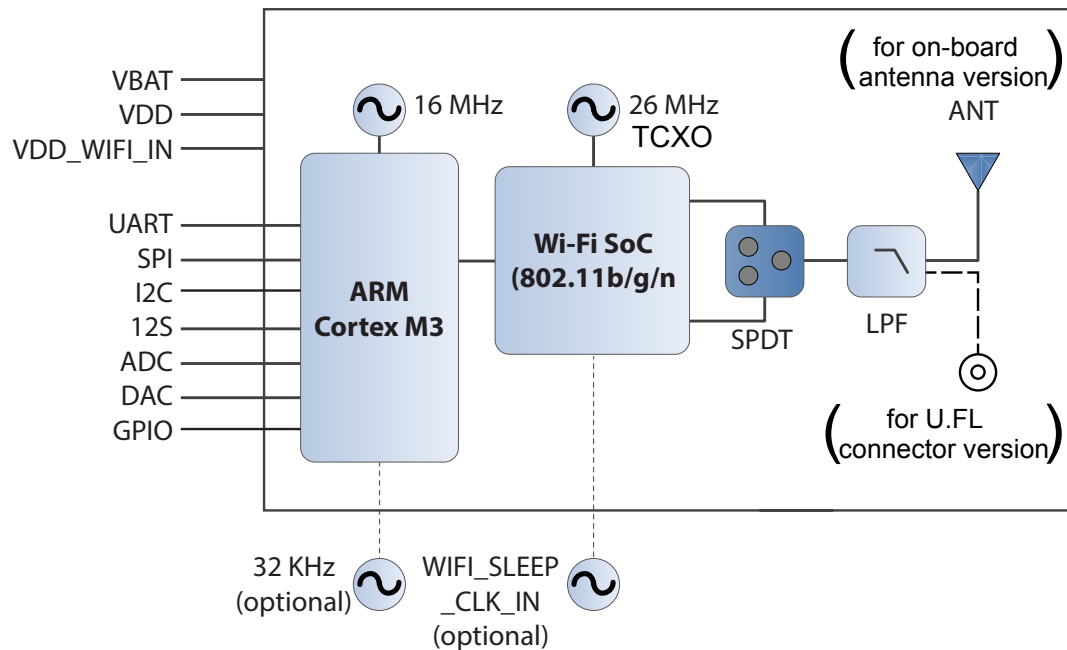 VBAT
VDD
VDD_WIFI_IN
UART
SPI
I2C
12S
ADC
DAC
GPIO
16 MHz
ARM
Cortex M3
26 MHz
TCXO
Wi-Fi SoC
(802.11b/g/n
SPDT
LPF
(for on-board
antenna version)
ANT
(for U.FL
connector version)
32 KHz
(optional)
WIFI_SLEEP
_CLK_IN
(optional)